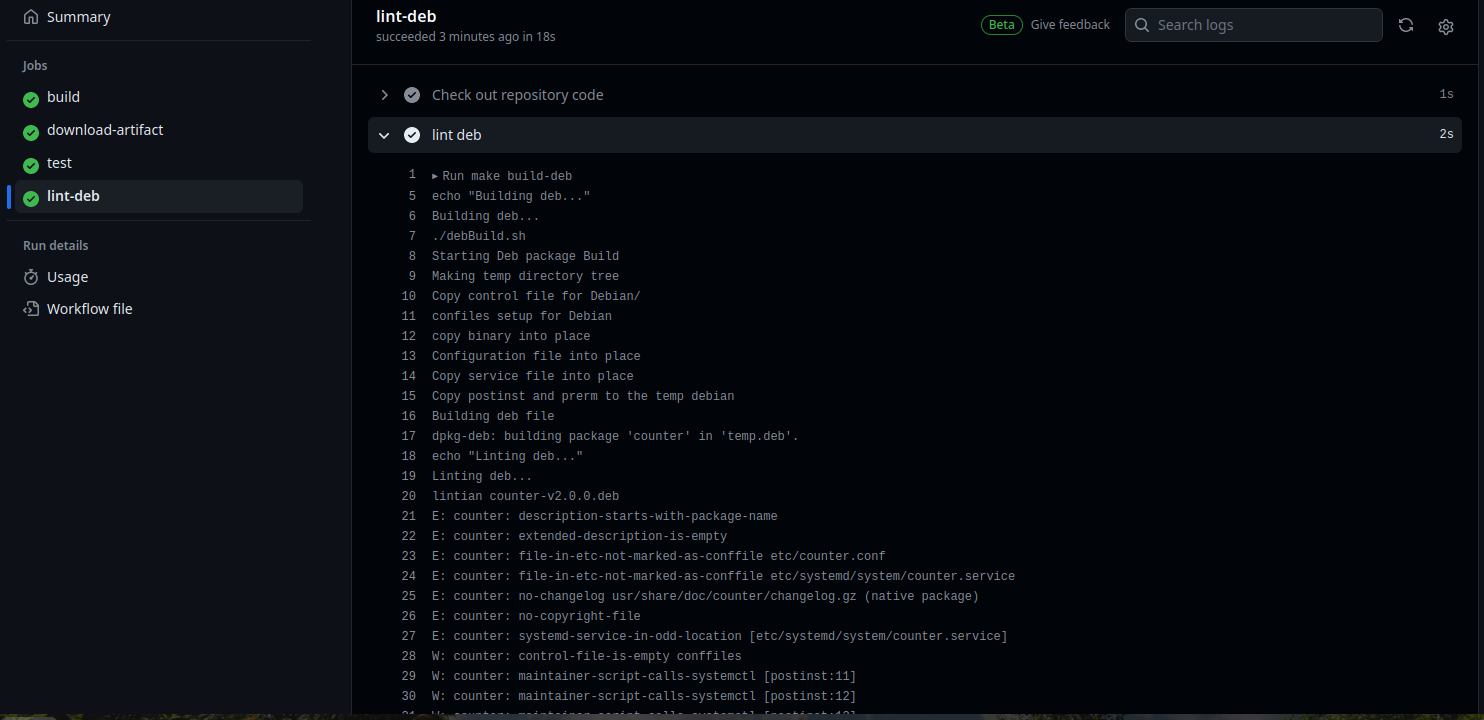 Summary
Jobs
build
download-artifact
test
lint-deb
Run details
Usage
Workflow file
lint-deb
succeeded 3 minutes ago in 18s
Beta Give feedback
Search logs
Check out repository code 1s
lint deb 2s
1 Run make build-deb
5 echo "Building deb..."
6 Building deb...
7 ./debBuild.sh
8 Starting Deb package Build
9 Making temp directory tree
10 Copy control file for Debian/
11 confiles setup for Debian
12 copy binary into place
13 Configuration file into place
14 Copy service file into place
15 Copy postinst and prerm to the temp debian
16 Building deb file
17 dpkg-deb: building package 'counter' in 'temp.deb'.
18 echo "Linting deb..."
19 Linting deb...
20 lintian counter-v2.0.0.deb
21 E: counter: description-starts-with-package-name
22 E: counter: extended-description-is-empty
23 E: counter: file-in-etc-not-marked-as-conffile etc/counter.conf
24 E: counter: file-in-etc-not-marked-as-conffile etc/systemd/system/counter.service
25 E: counter: no-changelog usr/share/doc/counter/changelog.gz (native package)
26 E: counter: no-copyright-file
27 E: counter: systemd-service-in-odd-location [etc/systemd/system/counter.service]
28 W: counter: control-file-is-empty conffiles
29 W: counter: maintainer-script-calls-systemctl [postinst:11]
30 W: counter: maintainer-script-calls-systemctl [postinst:12]